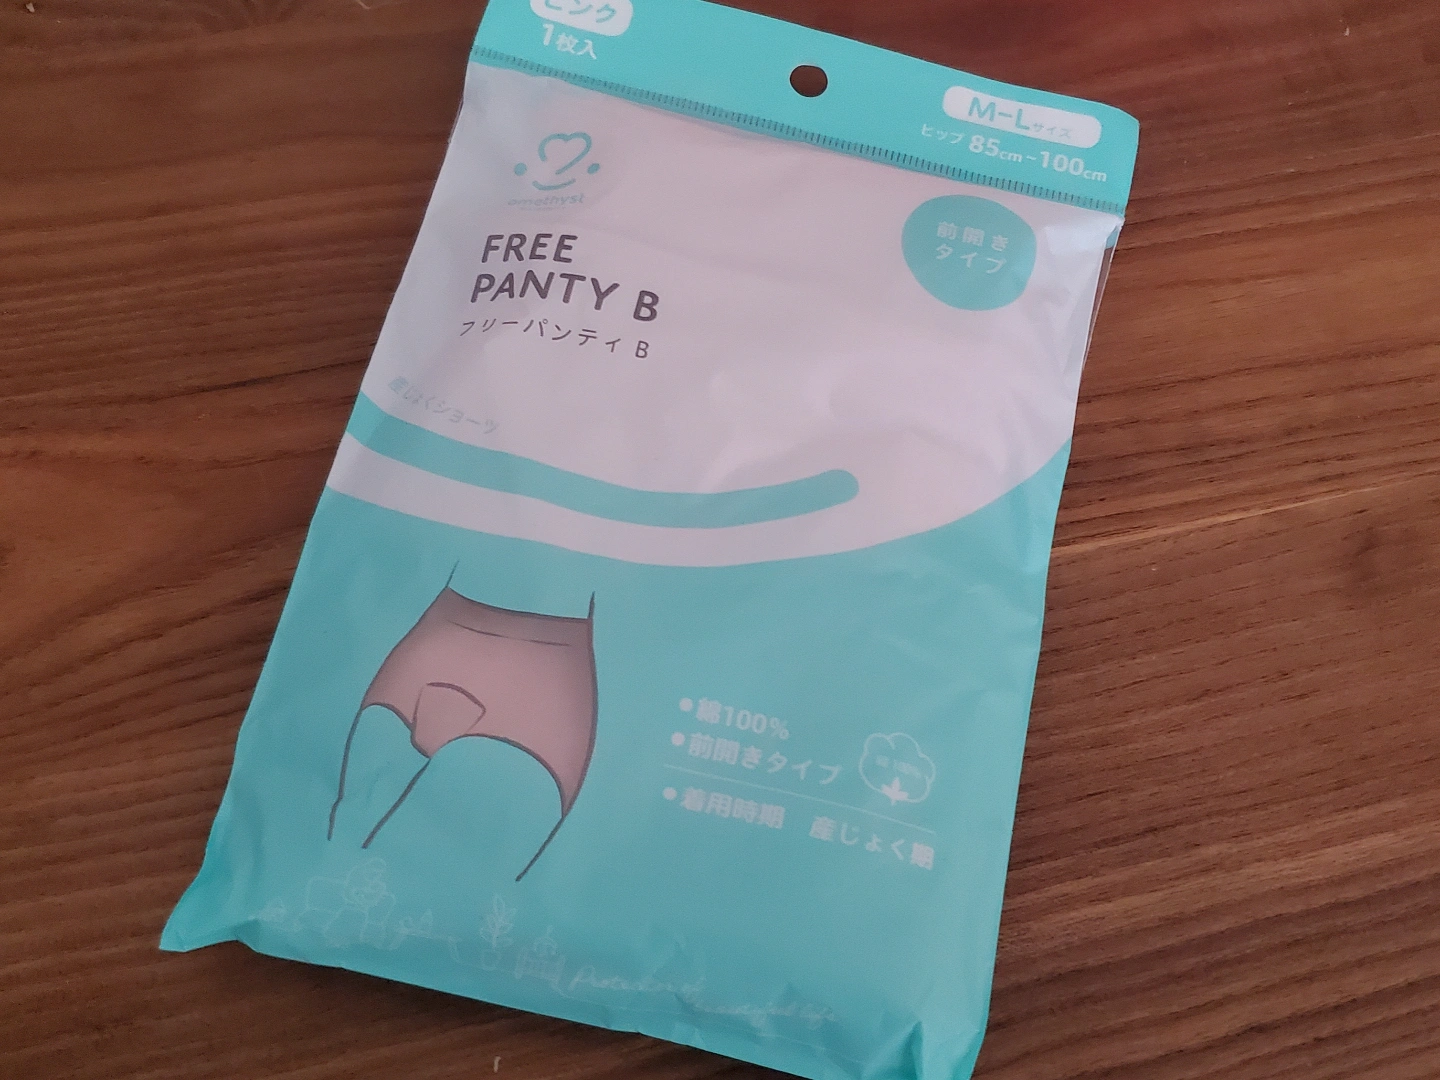 ピンク
1枚入
M-Lサイズ
ヒップ 85cm-100cm
amethyst
前開き
タイプ
FREE
PANTY B
フリーパンティ B
産じょくショーツ
●綿100%
●前開きタイプ
●着用時期 産じょく期